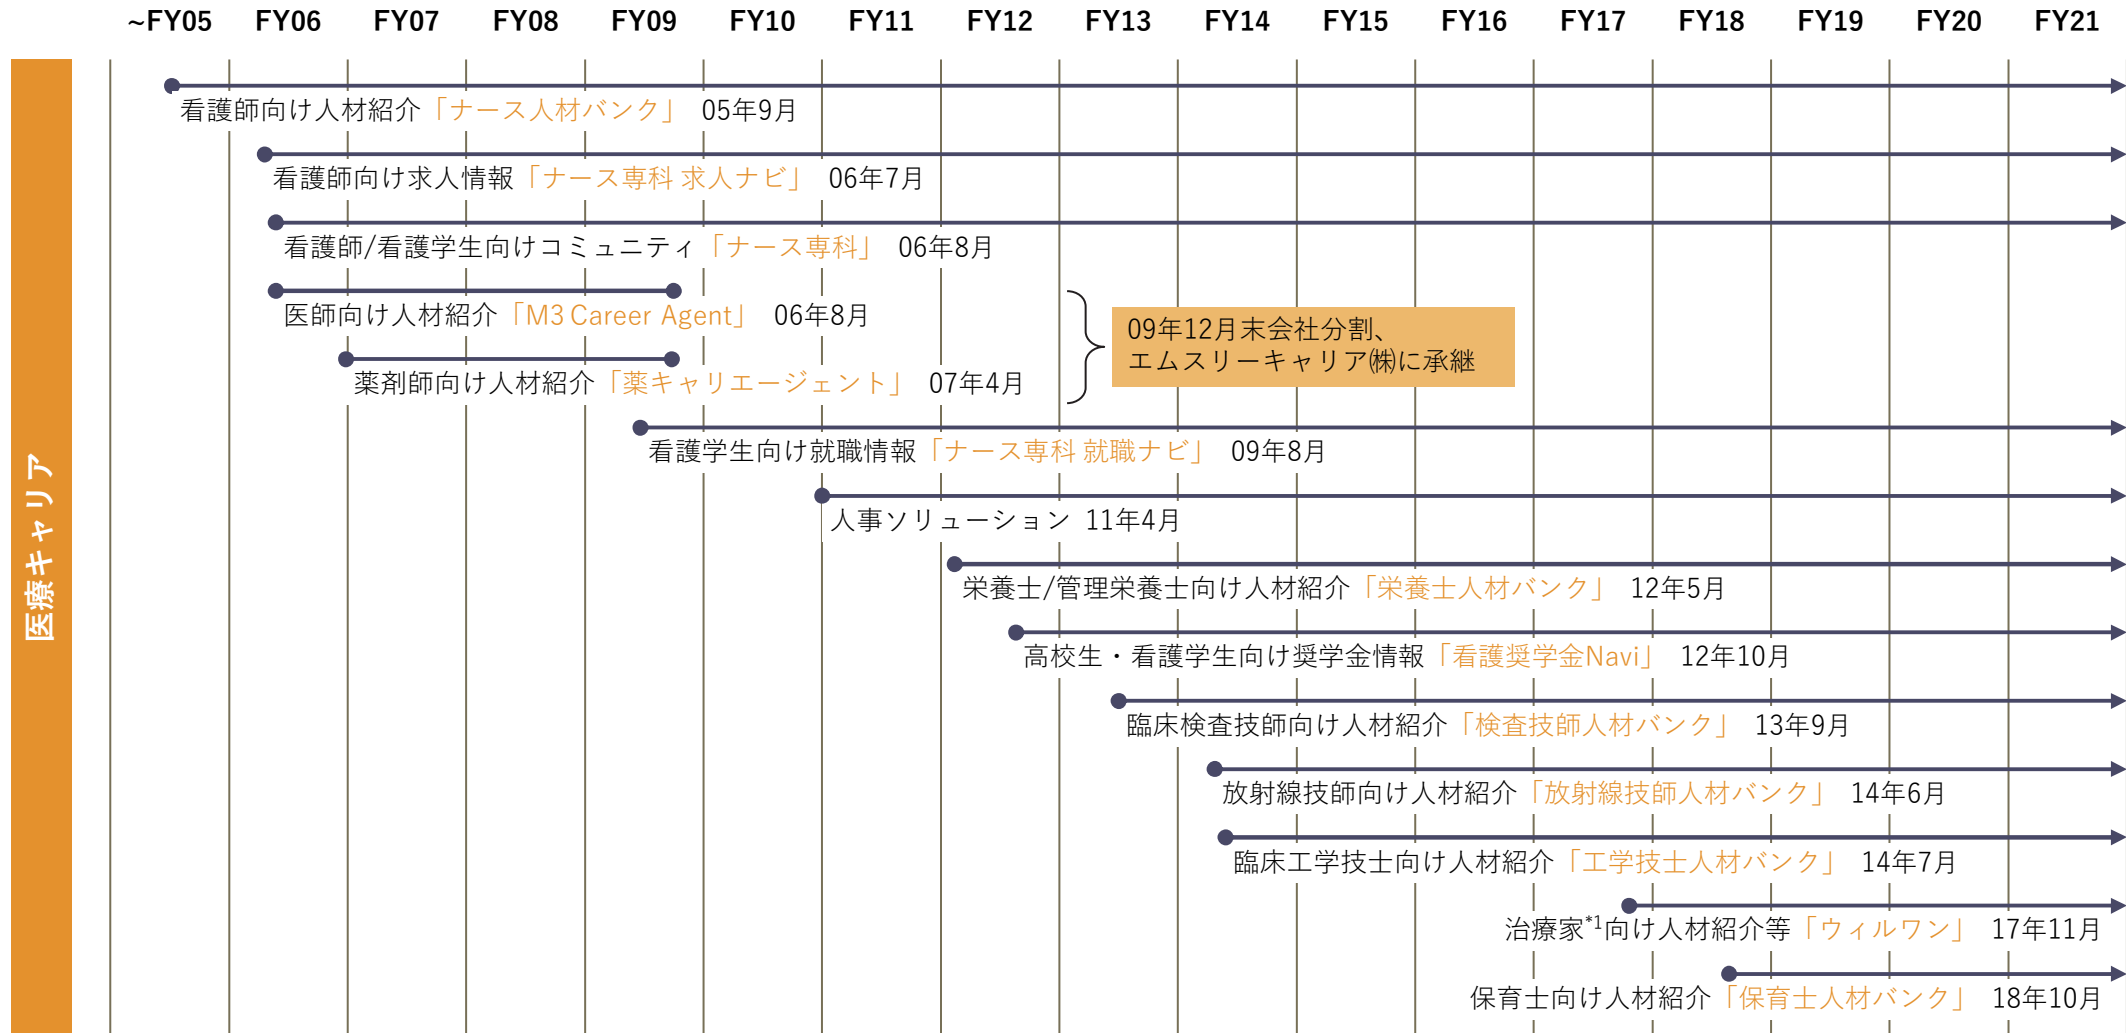 ~FY05 FY06 FY07 FY08 FY09 FY10 FY11 FY12 FY13 FY14 FY15 FY16 FY17 FY18 FY19 FY20 FY21
医療キャリア
看護師向け人材紹介「ナース人材バンク」 05年9月
看護師向け求人情報「ナース専科 求人ナビ」 06年7月
看護師/看護学生向けコミュニティ「ナース専科」 06年8月
医師向け人材紹介「M3 Career Agent」 06年8月
薬剤師向け人材紹介「薬キャリエージェント」 07年4月
09年12月末会社分割、
エムスリーキャリア㈱に承継
看護学生向け就職情報「ナース専科 就職ナビ」 09年8月
人事ソリューション 11年4月
栄養士/管理栄養士向け人材紹介「栄養士人材バンク」 12年5月
高校生・看護学生向け奨学金情報「看護奨学金Navi」 12年10月
臨床検査技師向け人材紹介「検査技師人材バンク」 13年9月
放射線技師向け人材紹介「放射線技師人材バンク」 14年6月
臨床工学技士向け人材紹介「工学技士人材バンク」 14年7月
治療家*1向け人材紹介等「ウィルワン」 17年11月
保育士向け人材紹介「保育士人材バンク」 18年10月